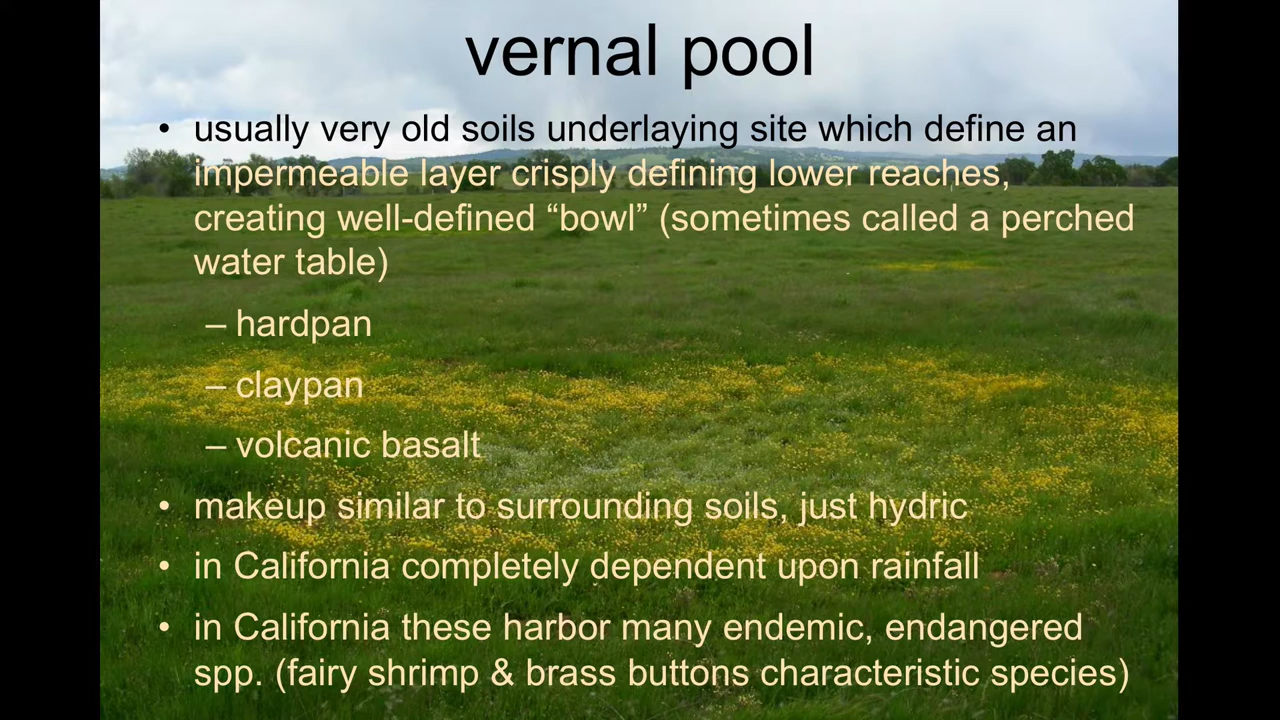 vernal pool
• usually very old soils underlaying site which define an
impermeable layer crisply defining lower reaches,
creating well-defined “bowl” (sometimes called a perched
water table)
– hardpan
– claypan
– volcanic basalt
• makeup similar to surrounding soils, just hydric
• in California completely dependent upon rainfall
• in California these harbor many endemic, endangered
spp. (fairy shrimp & brass buttons characteristic species)